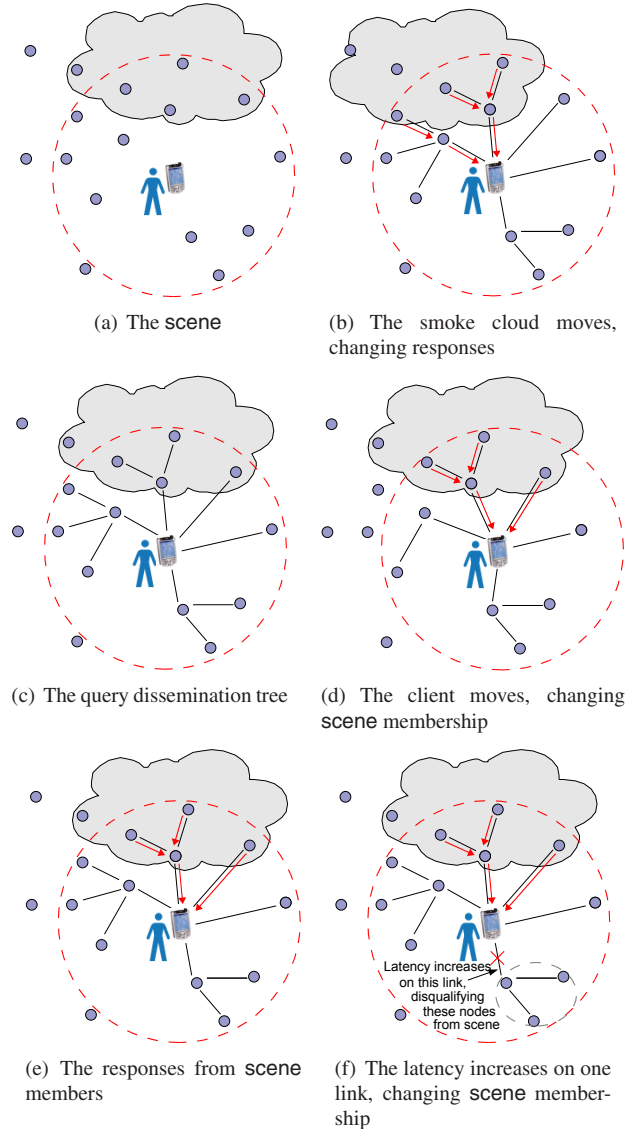 (a) The scene
(b) The smoke cloud moves,
changing responses
(c) The query dissemination tree
(d) The client moves, changing
scene membership
Latency increases
on this link,
disqualifying
these nodes
from scene
(e) The responses from scene
members
(f) The latency increases on one
link, changing scene member-
ship